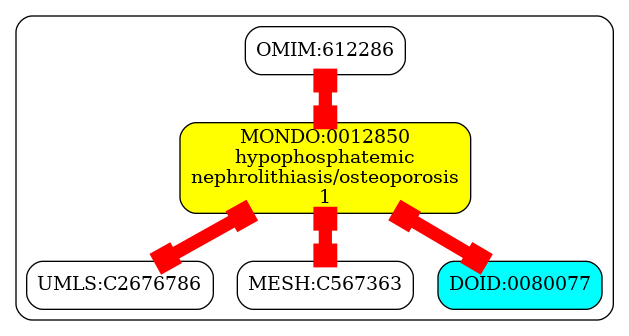 OMIM:612286
MONDO:0012850
hypophosphatemic
nephrolithiasis/osteoporosis
1
UMLS:C2676786
MESH:C567363
DOID:0080077